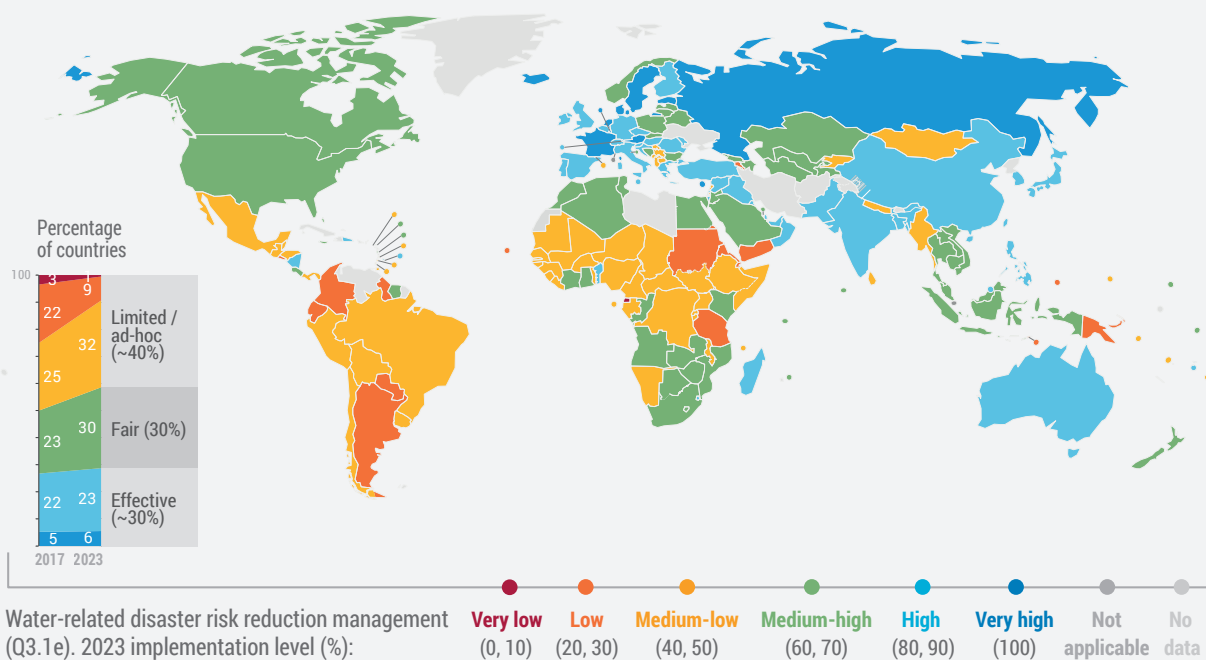 Percentage
of countries
100
3 1
9
22
32
25
23
30
22
23
5 6
2017 2023
Limited /
ad-hoc
(~40%)
Fair (30%)
Effective
(~30%)
Water-related disaster risk reduction management
(Q3.1e). 2023 implementation level (%):
Very low
(0, 10)
Low
(20, 30)
Medium-low
(40, 50)
Medium-high
(60, 70)
High
(80, 90)
Very high
(100)
Not
applicable
No
data